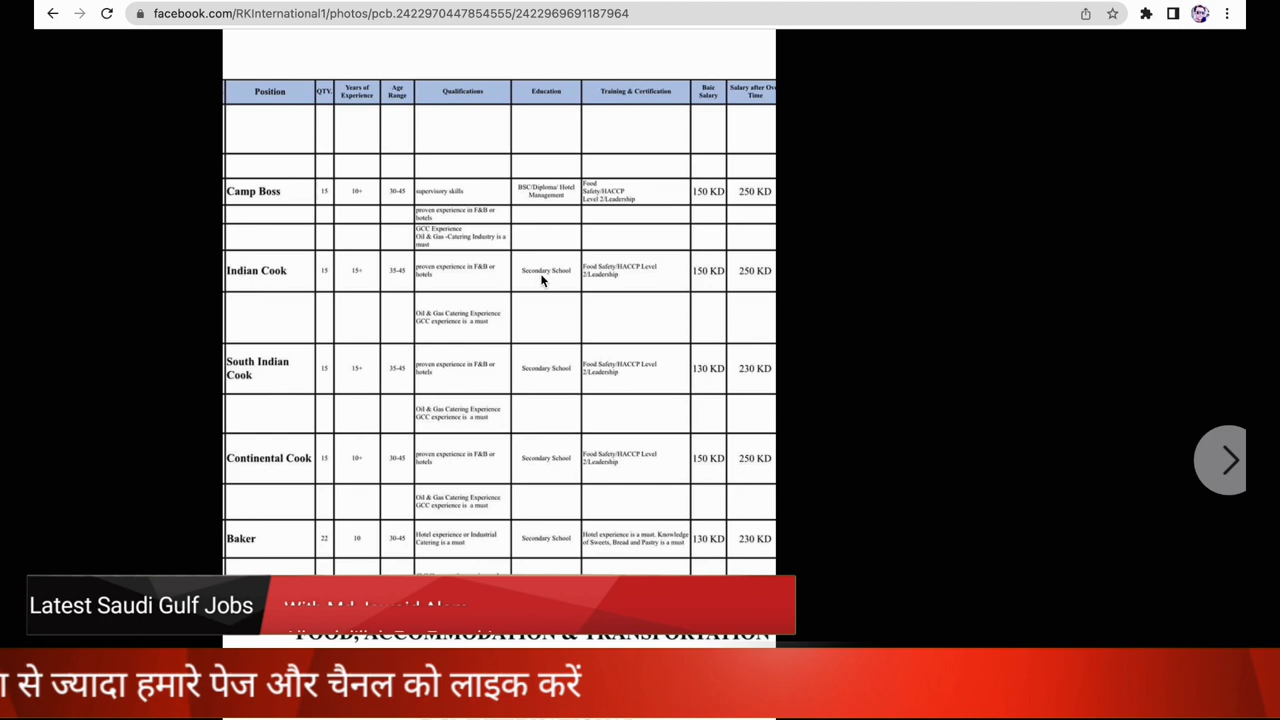 facebook.com/RKInternational1/photos/pcb.2422970447854555/2422969691187964
Position QTY. Years of Experience Age Range Qualifications Education Training & Certification Baic Salary Salary after Ov Time
Camp Boss 15 10+ 30-45 supervisory skills BSC/Diploma/ Hotel Management Food Safety/HACCP Level 2/Leadership 150 KD 250 KD
proven experience in F&B or hotels
GCC Experience
Oil & Gas -Catering Industry is a must
Indian Cook 15 15+ 35-45 proven experience in F&B or hotels Secondary School Food Safety/HACCP Level 2/Leadership 150 KD 250 KD
Oil & Gas Catering Experience
GCC experience is a must
South Indian Cook 15 15+ 35-45 proven experience in F&B or hotels Secondary School Food Safety/HACCP Level 2/Leadership 130 KD 230 KD
Oil & Gas Catering Experience
GCC experience is a must
Continental Cook 15 10+ 30-45 proven experience in F&B or hotels Secondary School Food Safety/HACCP Level 2/Leadership 150 KD 250 KD
Oil & Gas Catering Experience
GCC experience is a must
Baker 22 10 30-45 Hotel experience or Industrial Catering is a must Secondary School Hotel experience is a must. Knowledge of Sweets, Bread and Pastry is a must 130 KD 230 KD
Latest Saudi Gulf Jobs
FOOD, ACCOMMODATION & TRANSPORTATION
से ज्यादा हमारे पेज और चैनल को लाइक करें